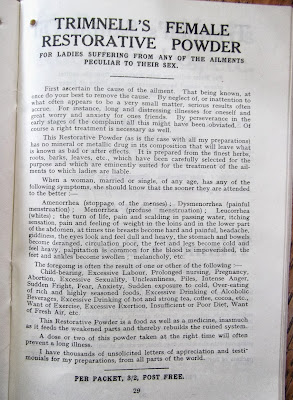 TRIMNELL'S FEMALE
RESTORATIVE POWDER
FOR LADIES SUFFERING FROM ANY OF THE AILMENTS
PECULIAR TO THEIR SEX.
First ascertain the cause of the ailment. That being known, at
once do your best to remove the cause. By neglect of, or inattention to
what often appears to be a very small matter, serious results often
accrue. For instance, long and distressing illnesses for oneself and
great worry and anxiety for ones friends. By perseverance in the
early stages of the complaint all this might have been obviated. Of
course a right treatment is necessary as well.
This Restorative Powder (as is the case with all my preparations)
has no mineral or metallic drug in its composition that will leave what
is known as bad or after effects. It is prepared from the finest herbs,
roots, barks, leaves, etc., which have been carefully selected for the
purpose and which are eminently suited for the treatment of the ail-
ments to which ladies are liable.
When a woman, married or single, of any age, has any of the
following symptoms, she should know that the sooner they are attended
to the better :—
Amenorrhea (stoppage of the menses) ; Dysmenorrhea (painful
menstruation) ; Menorrhea (profuse menstruation) ; Leucorrhea
(whites) ; the turn of life, pain and scalding in passing water, itching
sensation, pain and feeling of weight in the loins and in the lower part
of the abdomen, at times the breasts become hard and painful, headache,
giddiness, the eyes look and feel dull and heavy, the stomach and bowels
become deranged, circulation poor, the feet and legs become cold and
feel heavy, palpitation is common for the blood is impoverished, the
feet and ankles become swollen ; melancholy, etc.
The foregoing is often the result of one or other of the following —
Child-bearing, Excessive Labour, Prolonged nursing, Pregnancy,
Abortion, Excessive Sexuality, Uncleanliness, Piles, Intense Anger,
Sudden Fright, Fear, Anxiety, Sudden exposure to cold, Over-eating
of rich and highly seasoned foods, Excessive Drinking of Alcoholic
Beverages, Excessive Drinking of hot and strong tea, coffee, cocoa, etc.,
Want of Exercise, Excessive Exertion, Insufficient or Poor Diet, Want
of Fresh Air, etc.
This Restorative Powder is a food as well as a medicine, inasmuch
as it feeds the weakened parts and thereby rebuilds the ruined system.
A dose or two of this powder taken at the right time will often
prevent a long illness.
I have thousands of unsolicited letters of appreciation and testi-
monials for my preparations, from all parts of the world.
PER PACKET, 3/2, POST FREE.
29